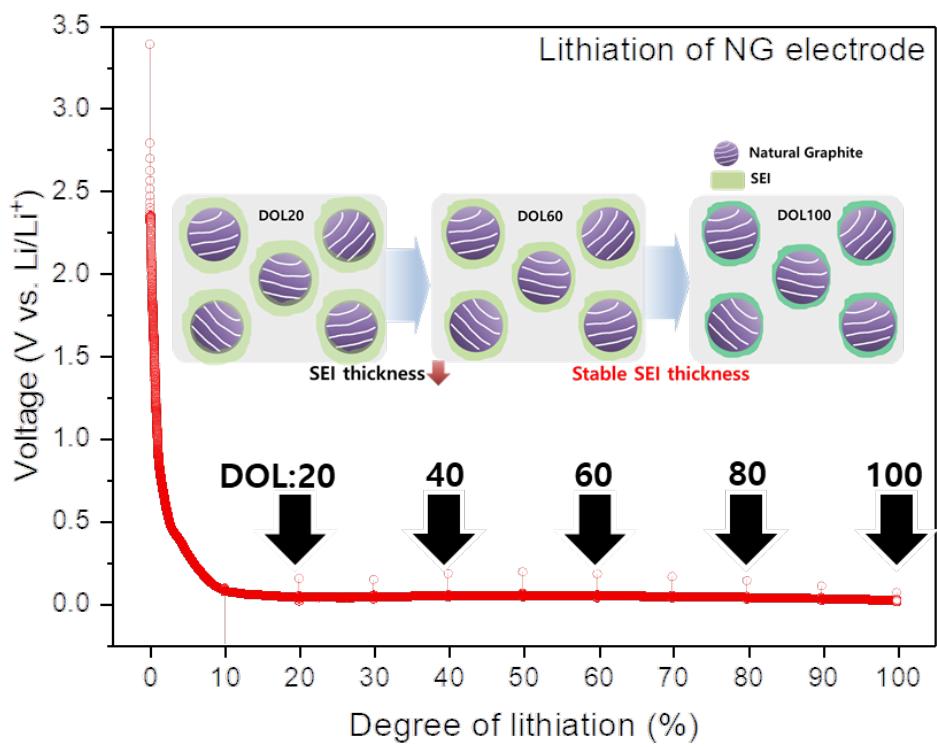 Lithiation of NG electrode
Natural Graphite
SEI
DOL20
DOL60
DOL100
SEI thickness
Stable SEI thickness
DOL:20
40
60
80
100
3.5
3.0
2.5
2.0
1.5
1.0
0.5
0.0
Voltage (V vs. Li/Li⁺)
0 10 20 30 40 50 60 70 80 90 100
Degree of lithiation (%)